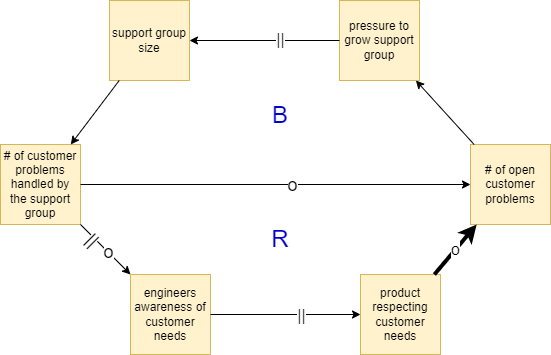 support group
size
||
pressure to
grow support
group
B
# of customer
problems
handled by
the support
group
O
# of open
customer
problems
R
||
O
O
engineers
awareness of
customer
needs
||
product
respecting
customer
needs